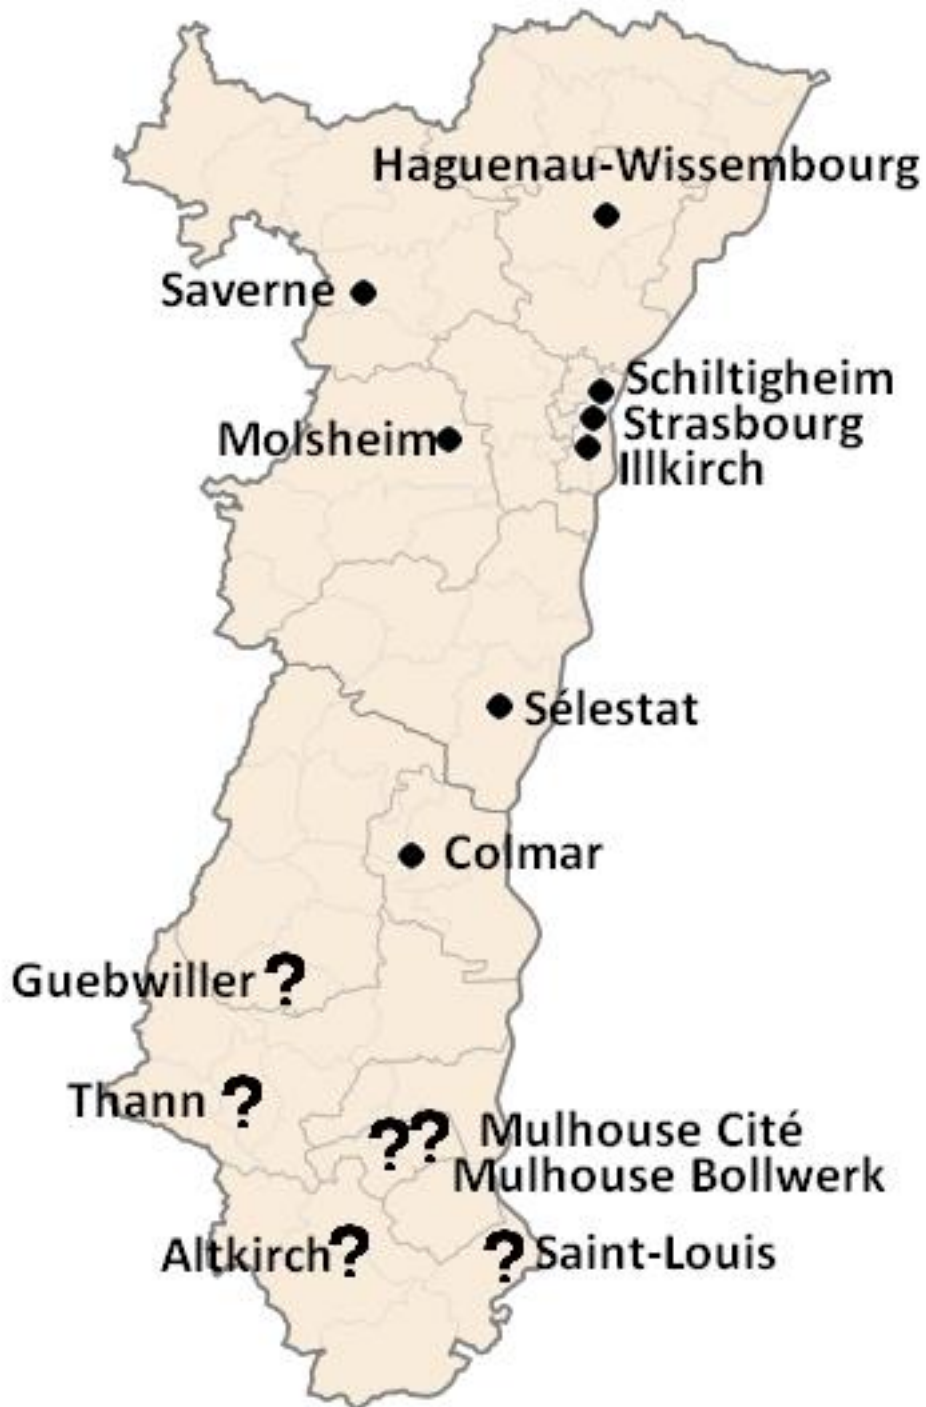 Haguenau-Wissembourg
Saverne
Schiltigheim
Strasbourg
Molsheim
Illkirch
Sélestat
Colmar
Guebwiller ?
Thann ?
?? Mulhouse Cité
Mulhouse Bollwerk
Altkirch ?
? Saint-Louis